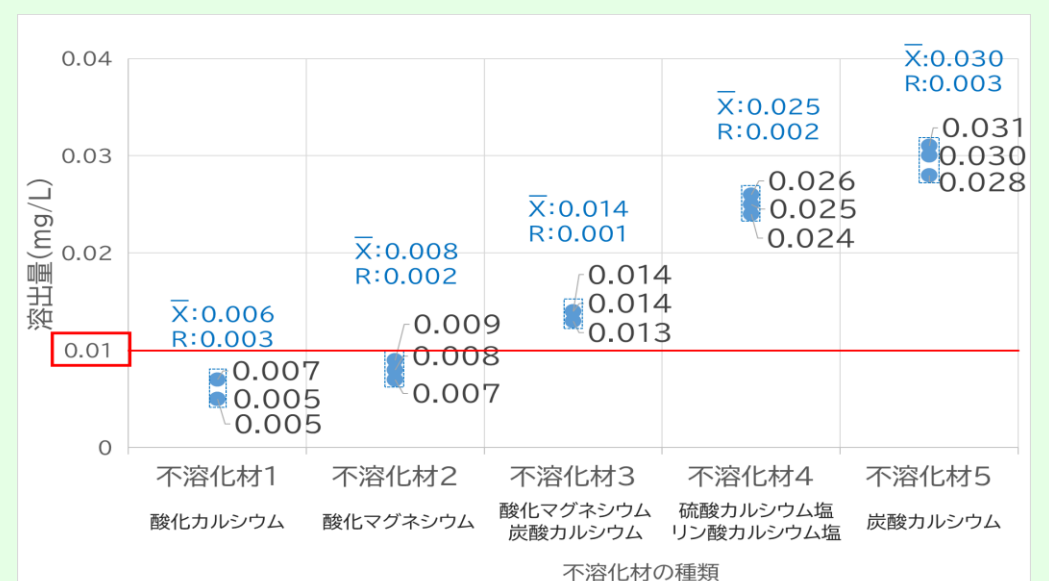 溶出量(mg/L)
0.04
0.03
0.02
0.01
0
X̄:0.006
R:0.003
0.007
0.005
0.005
X̄:0.008
R:0.002
0.009
0.008
0.007
X̄:0.014
R:0.001
0.014
0.014
0.013
X̄:0.025
R:0.002
0.026
0.025
0.024
X̄:0.030
R:0.003
0.031
0.030
0.028
不溶化材1
酸化カルシウム
不溶化材2
酸化マグネシウム
不溶化材3
酸化マグネシウム
炭酸カルシウム
不溶化材4
硫酸カルシウム塩
リン酸カルシウム塩
不溶化材5
炭酸カルシウム
不溶化材の種類